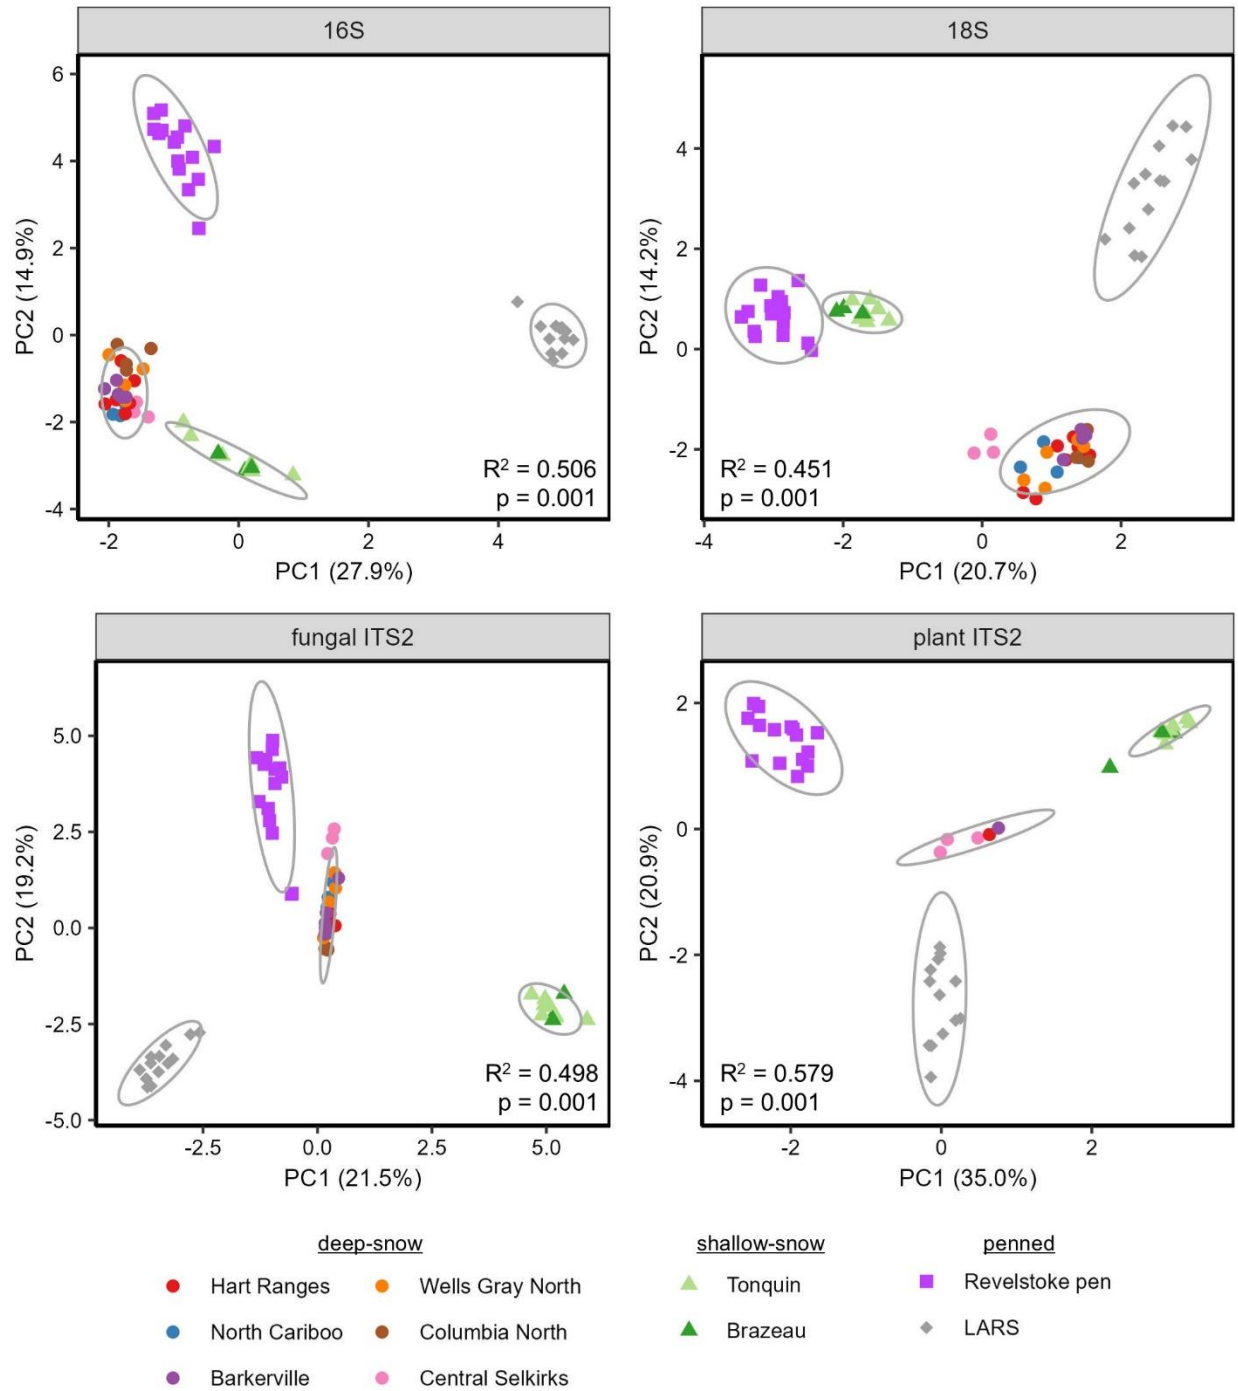 16S
18S
6
4
2
0
-2
-4
PC2 (14.9%)
R² = 0.506
p = 0.001
-2
0
2
4
PC1 (27.9%)
4
2
0
-2
PC2 (14.2%)
R² = 0.451
p = 0.001
-4
-2
0
2
PC1 (20.7%)
fungal ITS2
plant ITS2
5.0
2.5
0.0
-2.5
-5.0
PC2 (19.2%)
R² = 0.498
p = 0.001
-2.5
0.0
2.5
5.0
PC1 (21.5%)
2
0
-2
-4
PC2 (20.9%)
R² = 0.579
p = 0.001
-2
0
2
PC1 (35.0%)
deep-snow
Hart Ranges
North Cariboo
Barkerville
Wells Gray North
Columbia North
Central Selkirks
shallow-snow
Tonquin
Brazeau
penned
Revelstoke pen
LARS